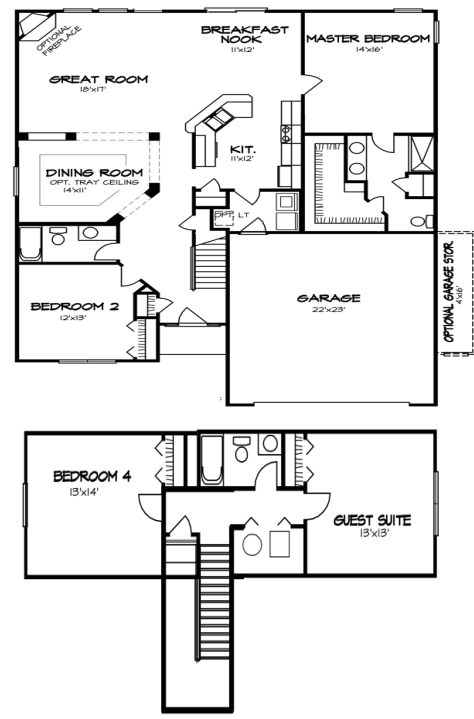 OPTIONAL
FIREPLACE
GREAT ROOM
18'x17'
BREAKFAST
NOOK
11'x12'
MASTER BEDROOM
14'x16'
KIT.
11'x12'
DINING ROOM
OPT. TRAY CEILING
14'x11'
OPT. LT
BEDROOM 2
12'x13'
GARAGE
22'x23'
OPTIONAL GARAGE STOR.
4'x16'
BEDROOM 4
13'x14'
GUEST SUITE
13'x13'